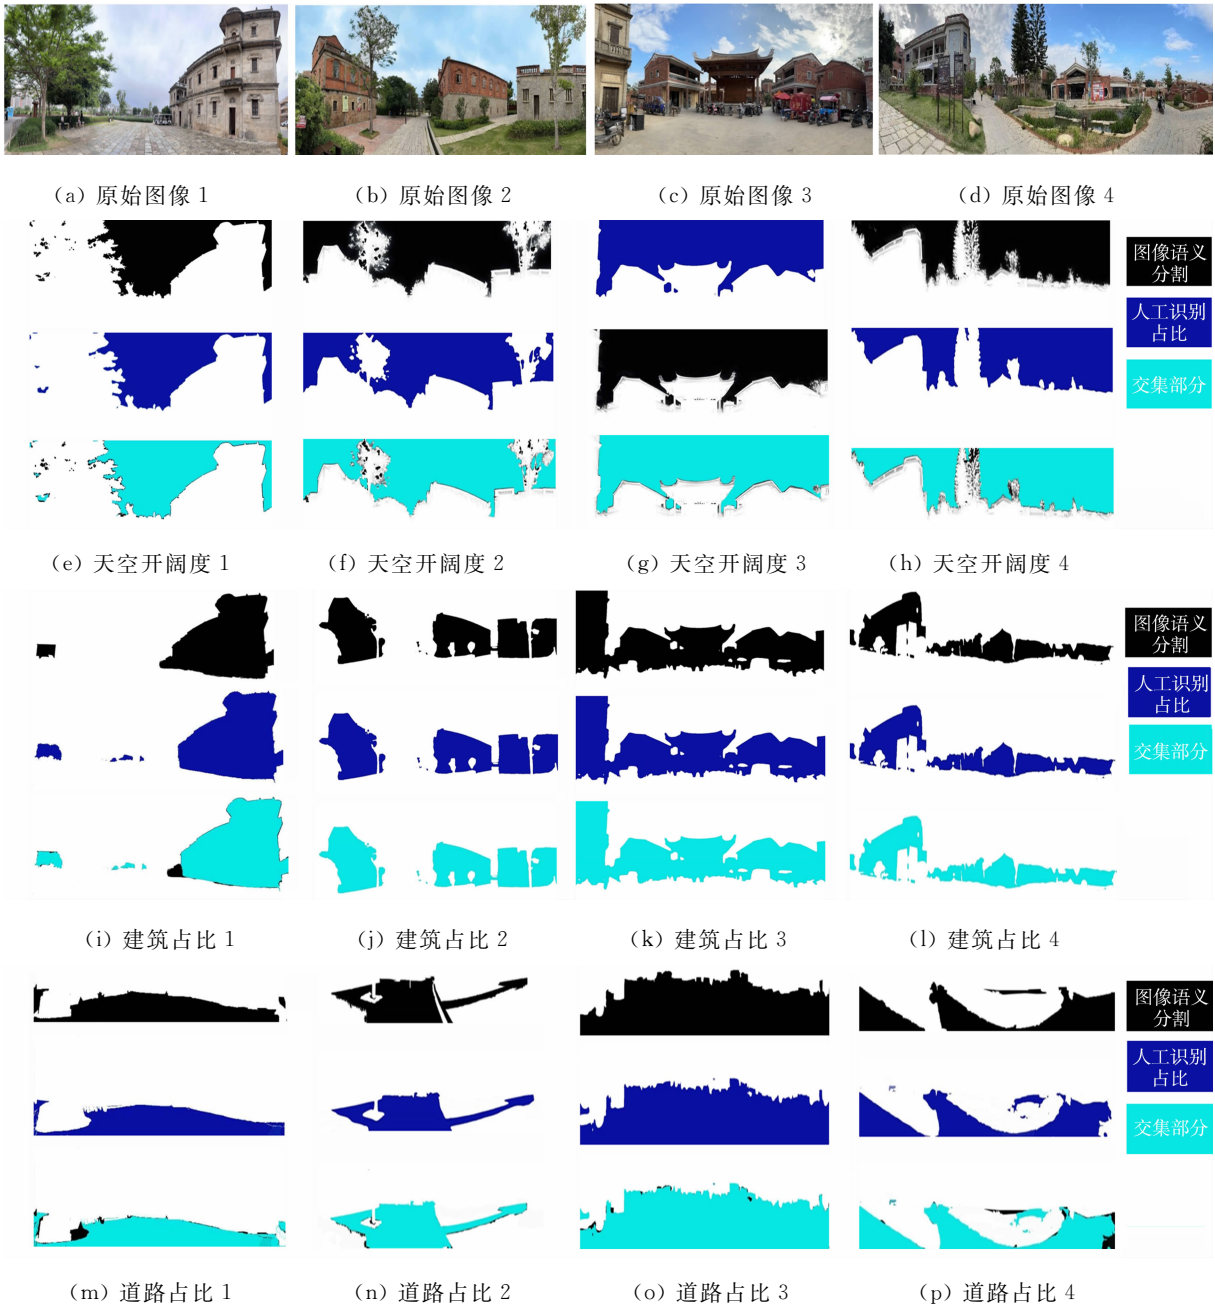 (a) 原始图像 1
(b) 原始图像 2
(c) 原始图像 3
(d) 原始图像 4
图像语义
分割
人工识别
占比
交集部分
(e) 天空开阔度 1
(f) 天空开阔度 2
(g) 天空开阔度 3
(h) 天空开阔度 4
图像语义
分割
人工识别
占比
交集部分
(i) 建筑占比 1
(j) 建筑占比 2
(k) 建筑占比 3
(l) 建筑占比 4
图像语义
分割
人工识别
占比
交集部分
(m) 道路占比 1
(n) 道路占比 2
(o) 道路占比 3
(p) 道路占比 4